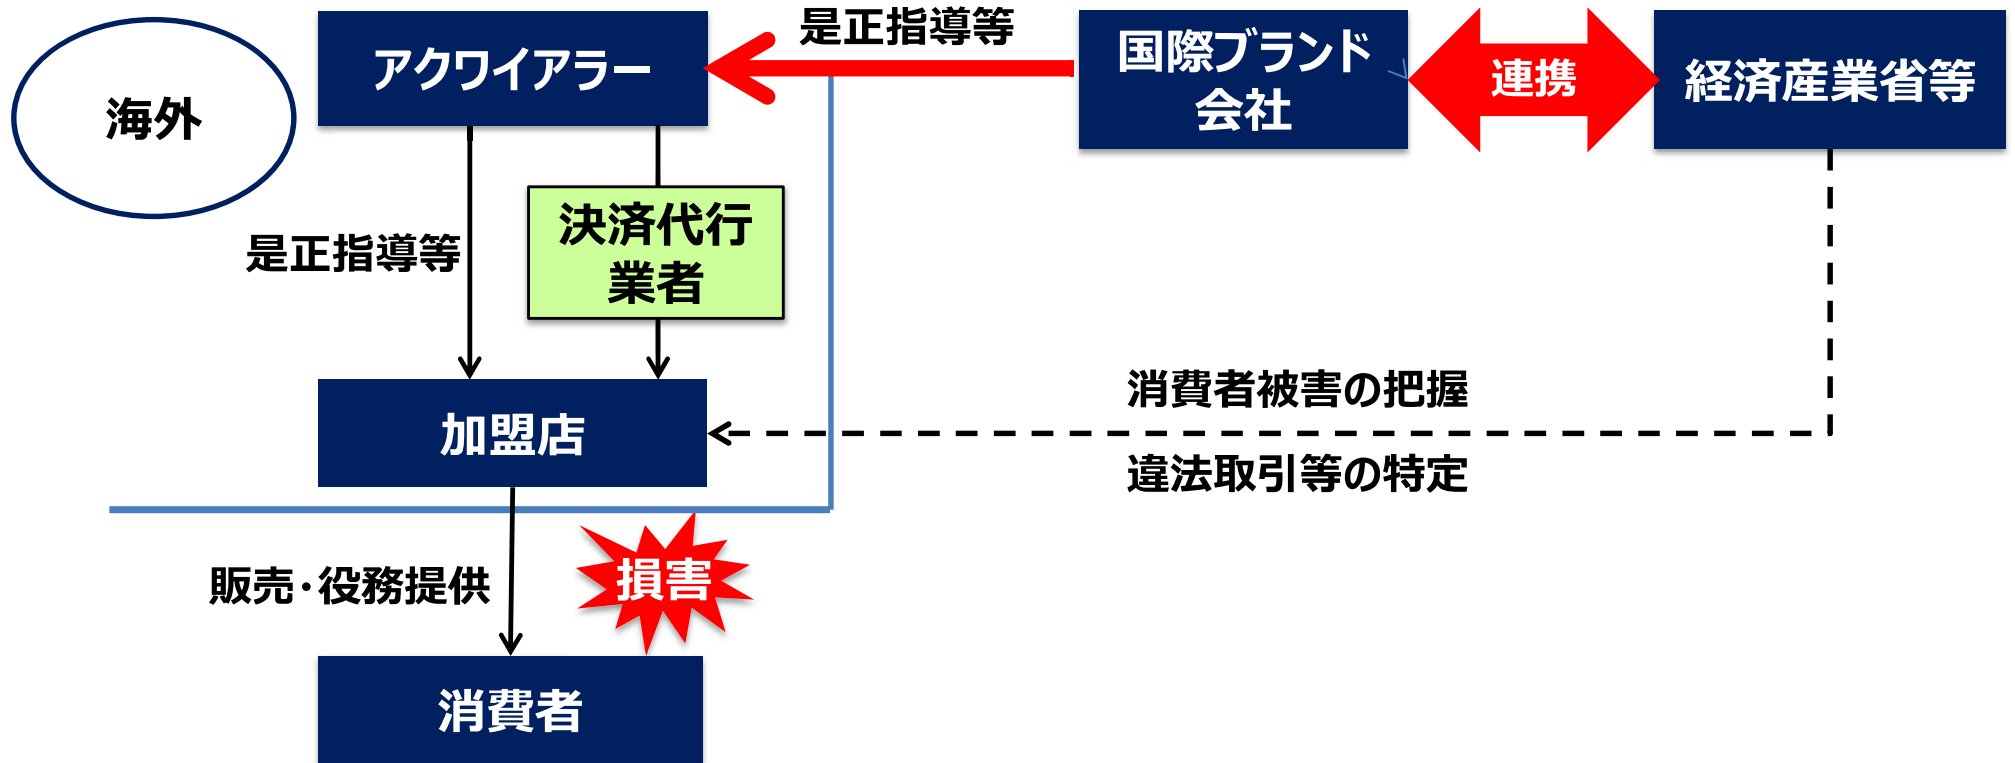 海外
アクワイアラー
是正指導等
国際ブランド
会社
連携
経済産業省等
是正指導等
決済代行
業者
加盟店
消費者被害の把握
違法取引等の特定
販売・役務提供
損害
消費者